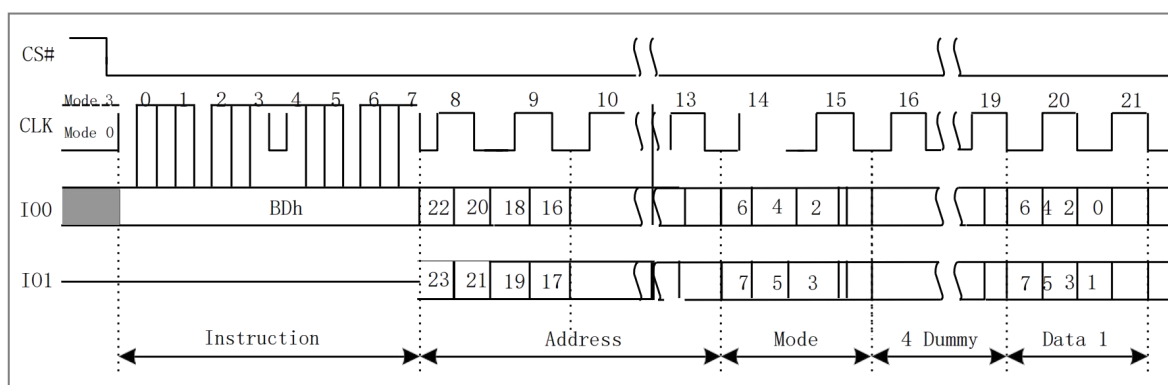 CS#
Mode 3 0 1 2 3 4 5 6 7 8 9 10 13 14 15 16 19 20 21
CLK
Mode 0
IO0 BDh 22 20 18 16 6 4 2 6 4 2 0
IO1 23 21 19 17 7 5 3 7 5 3 1
Instruction Address Mode 4 Dummy Data 1